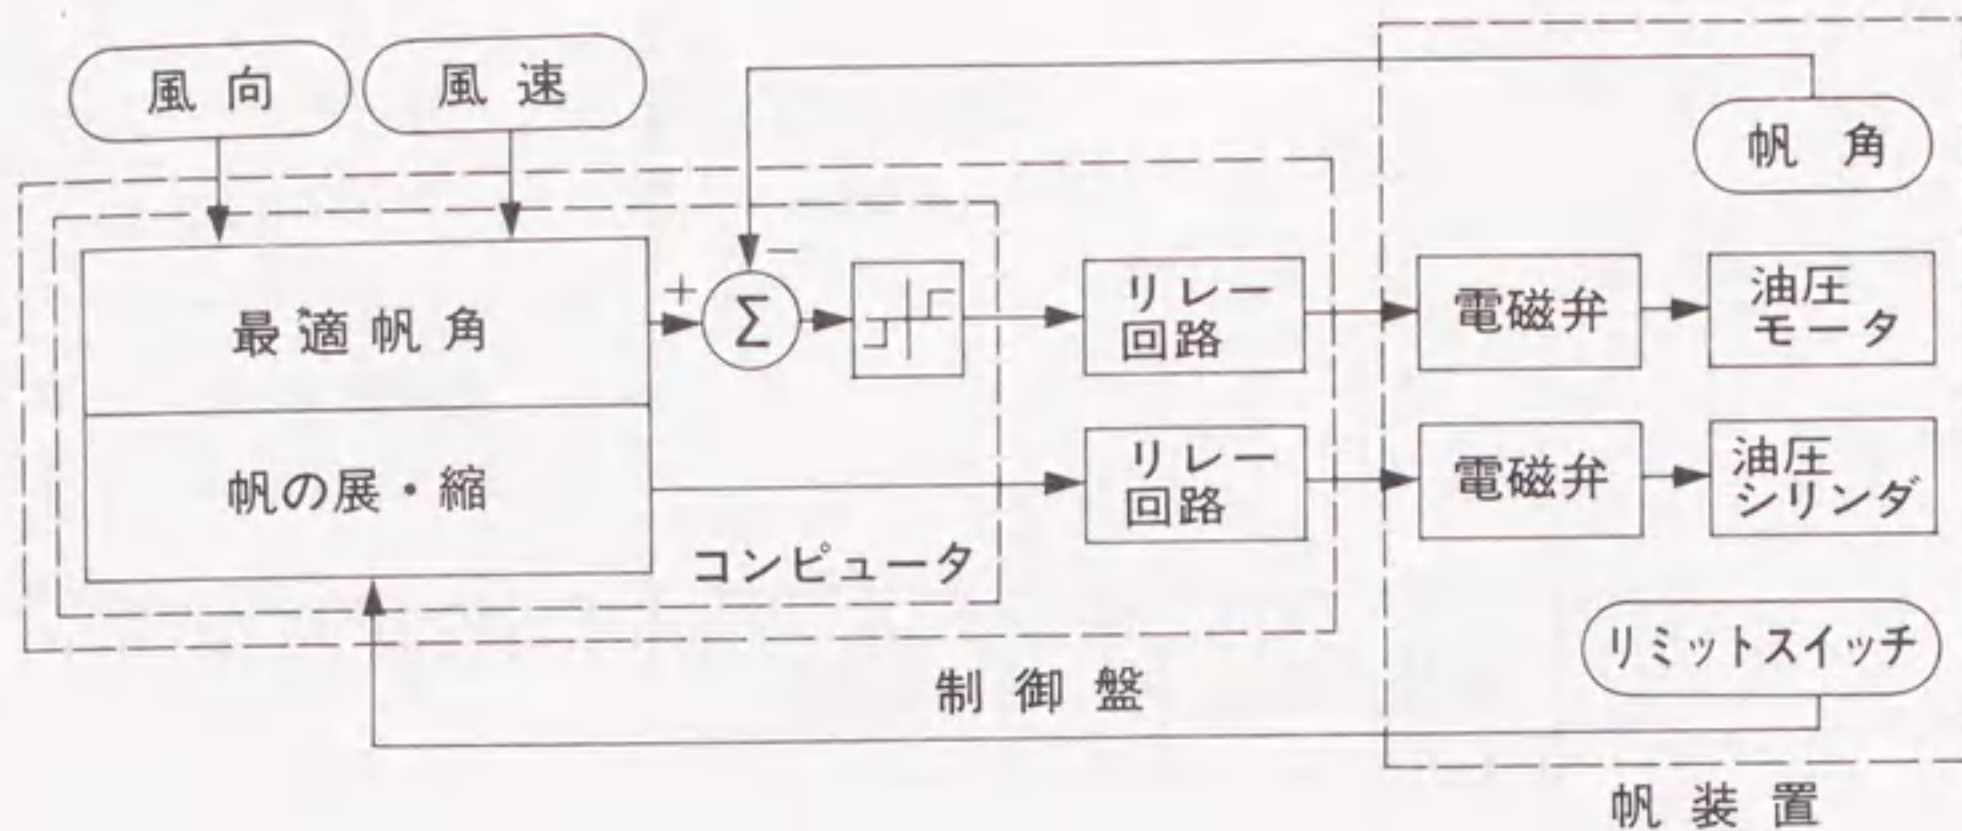 風向
風速
帆角
−
+
Σ
最適帆角
リレー
回路
電磁弁
油圧
モータ
帆の展・縮
リレー
回路
電磁弁
油圧
シリンダ
コンピュータ
リミットスイッチ
制御盤
帆装置